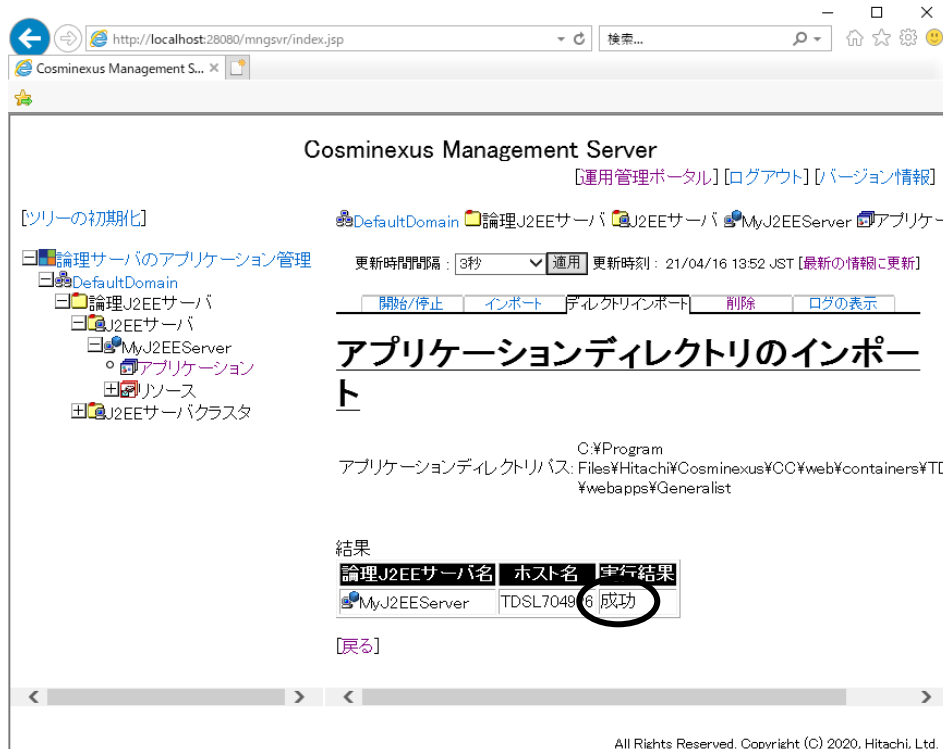 http://localhost:28080/mngsvr/index.jsp
検索...
Cosminexus Management S...
Cosminexus Management Server
[運用管理ポータル] [ログアウト] [バージョン情報]
[ツリーの初期化]
論理サーバのアプリケーション管理
DefaultDomain
論理J2EEサーバ
J2EEサーバ
MyJ2EEServer
アプリケーション
リソース
J2EEサーバクラスタ
DefaultDomain 論理J2EEサーバ J2EEサーバ MyJ2EEServer アプリケー
更新時間間隔 : 3秒 適用 更新時刻 : 21/04/16 13:52 JST [最新の情報に更新]
開始/停止 インポート ディレクトリインポート 削除 ログの表示
アプリケーションディレクトリのインポー
ト
アプリケーションディレクトリパス:
C:¥Program
Files¥Hitachi¥Cosminexus¥CC¥web¥containers¥TD
¥webapps¥Generalist
結果
論理J2EEサーバ名 ホスト名 実行結果
MyJ2EEServer 成功
[戻る]
All Rights Reserved. Copyright (C) 2020, Hitachi, Ltd.